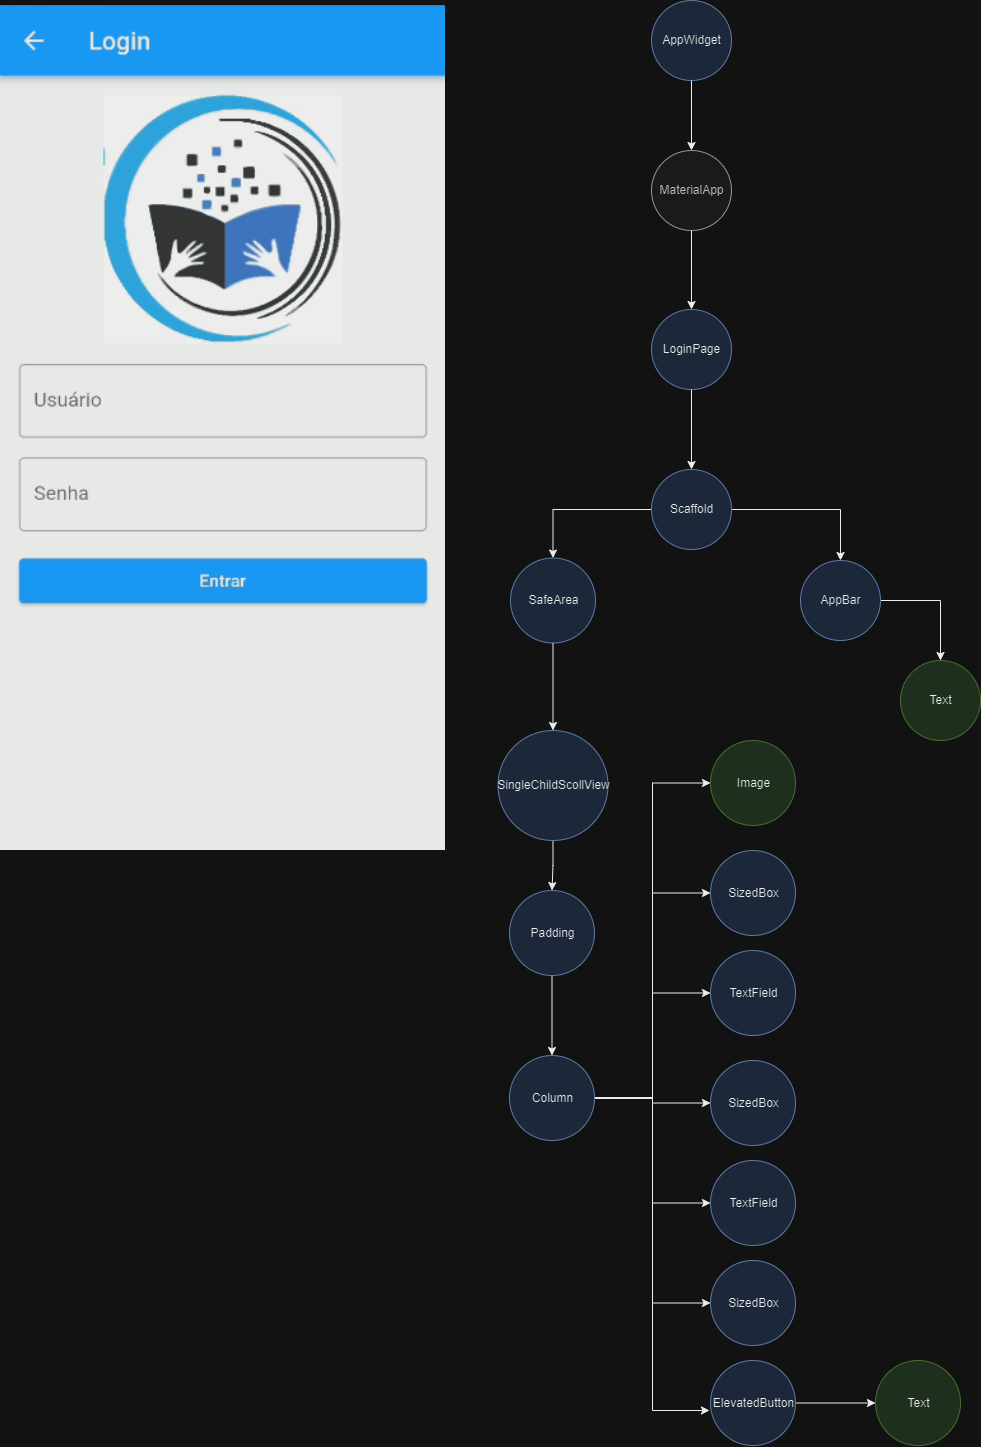 Login
Usuário
Senha
Entrar
AppWidget
MaterialApp
LoginPage
Scaffold
SafeArea
AppBar
Text
SingleChildScollView
Image
SizedBox
Padding
TextField
Column
SizedBox
TextField
SizedBox
ElevatedButton
Text